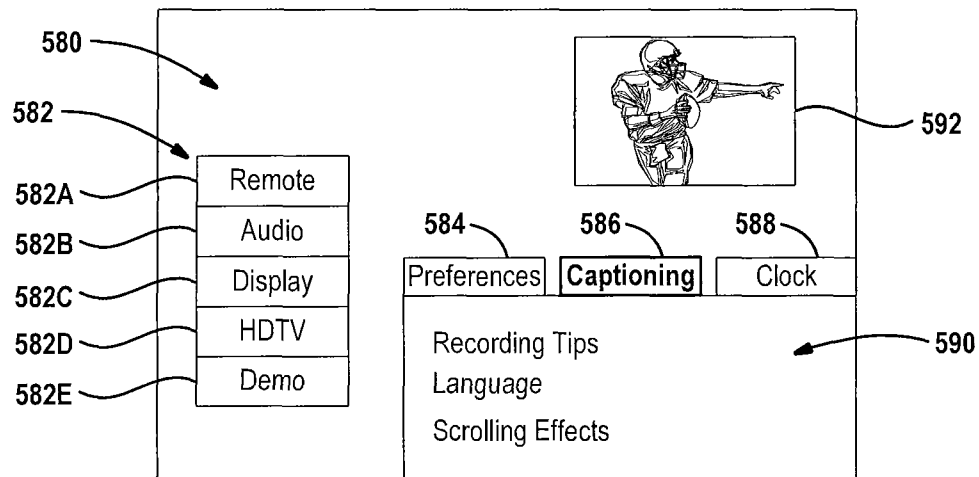 580
582
582A
582B
582C
582D
582E
Remote
Audio
Display
HDTV
Demo
592
584
586
588
Preferences
Captioning
Clock
590
Recording Tips
Language
Scrolling Effects